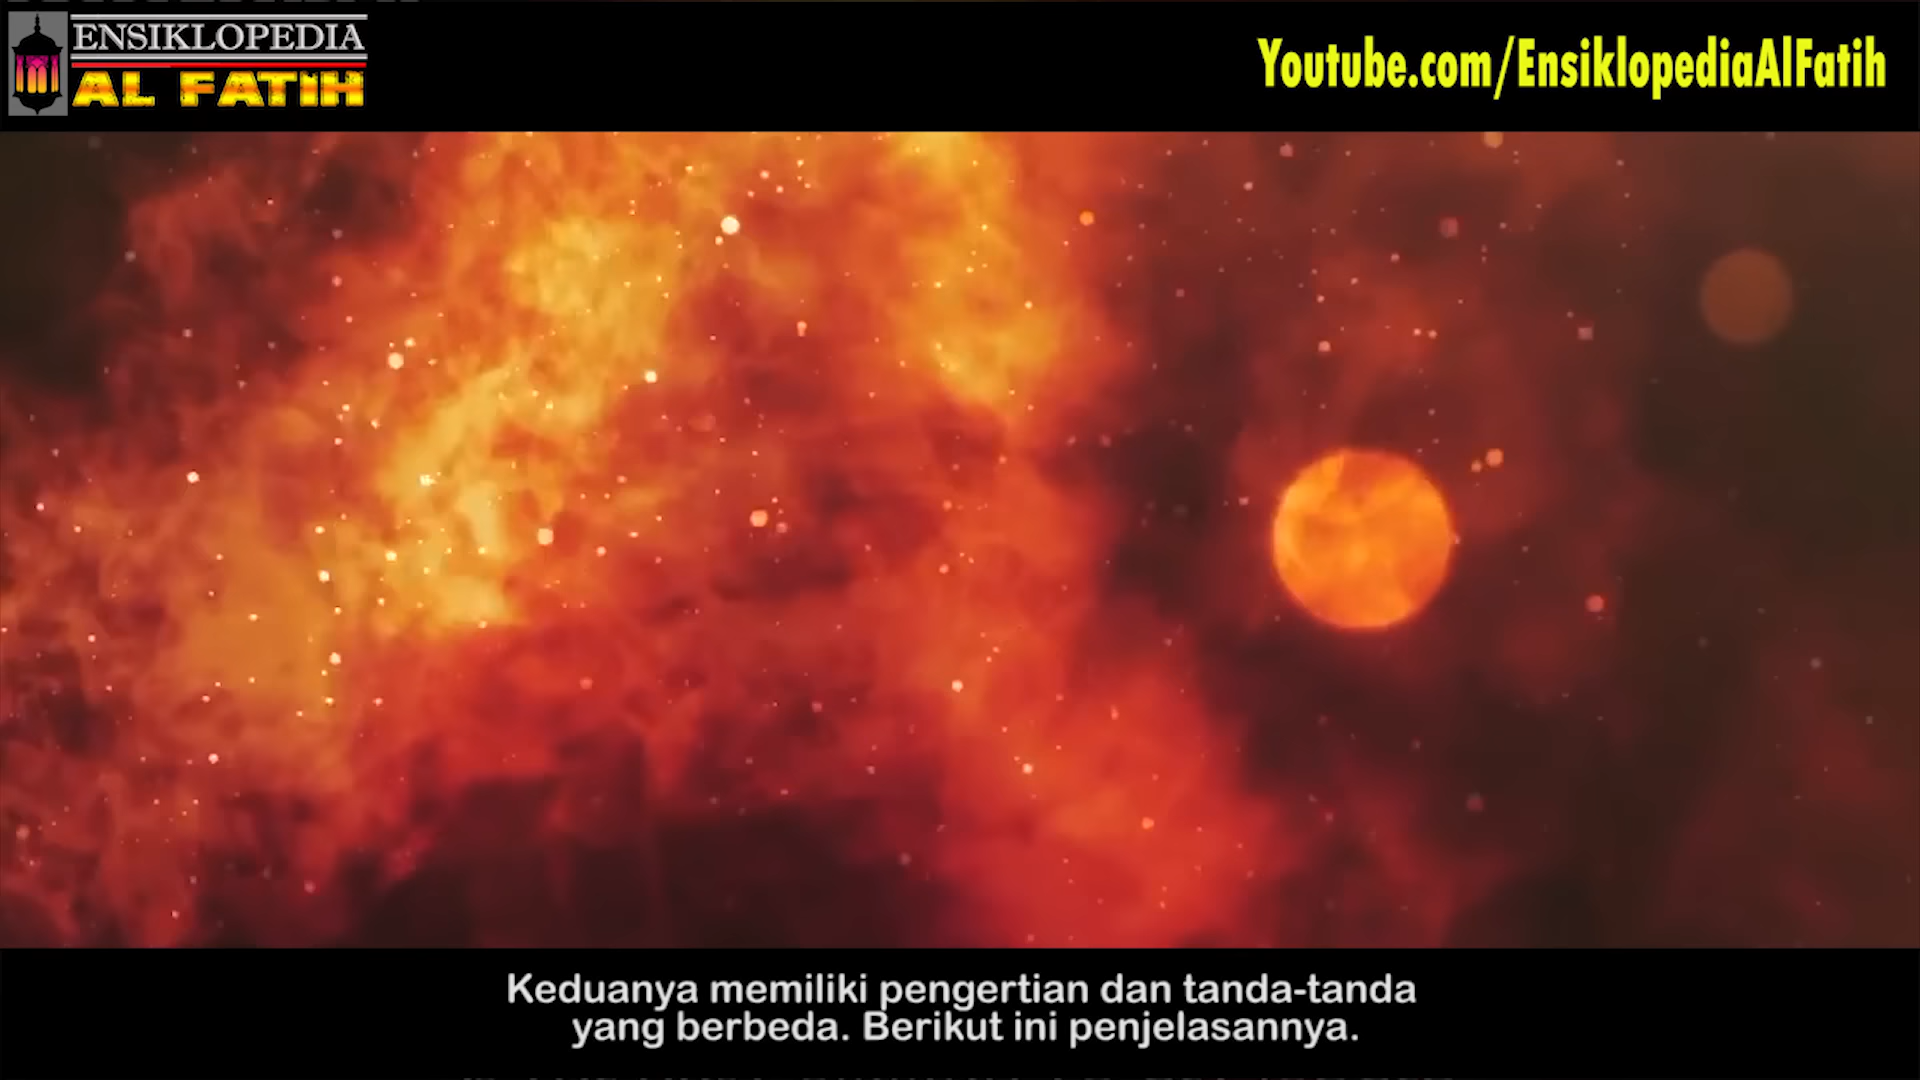 ENSIKLOPEDIA
AL FATIH
Youtube.com/EnsiklopediaAlFatih
Keduanya memiliki pengertian dan tanda-tanda
yang berbeda. Berikut ini penjelasannya.